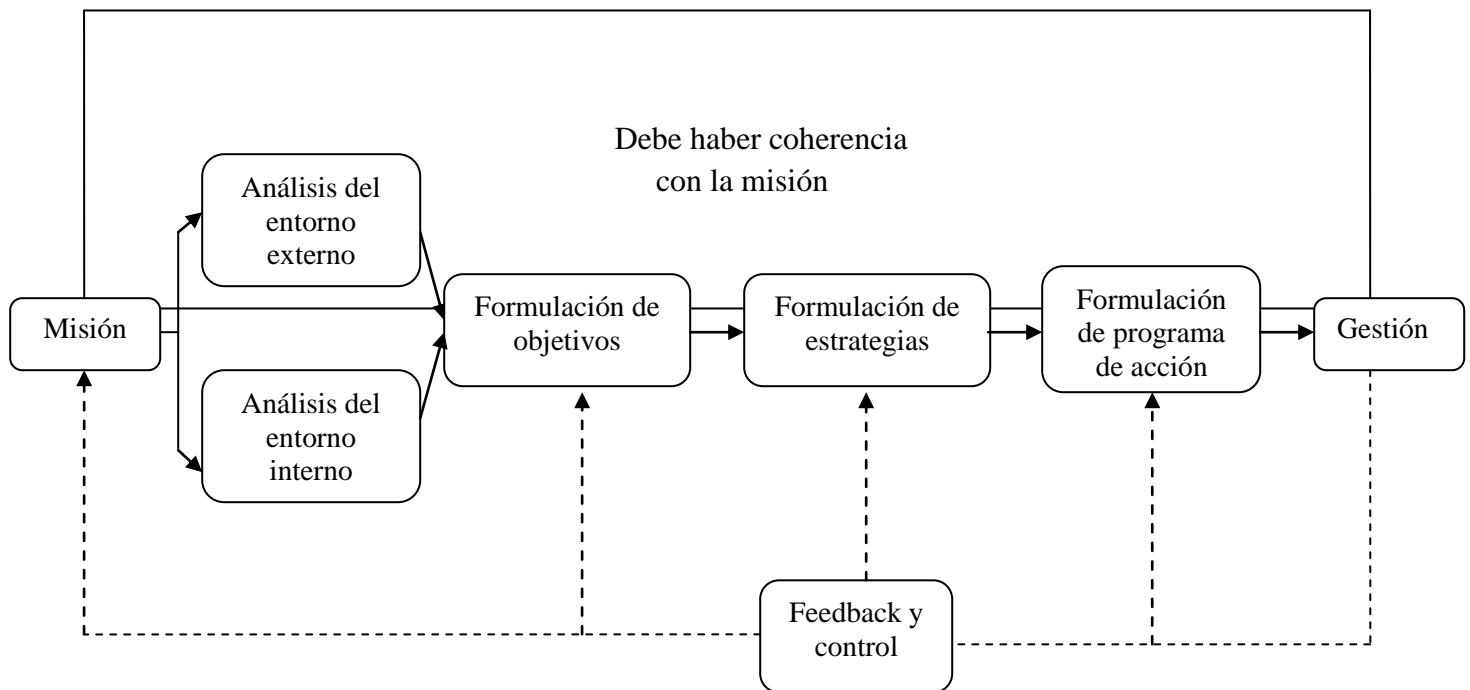 Debe haber coherencia
con la misión
Misión
Análisis del
entorno
externo
Análisis del
entorno
interno
Formulación de
objetivos
Formulación de
estrategias
Formulación
de programa
de acción
Gestión
Feedback y
control